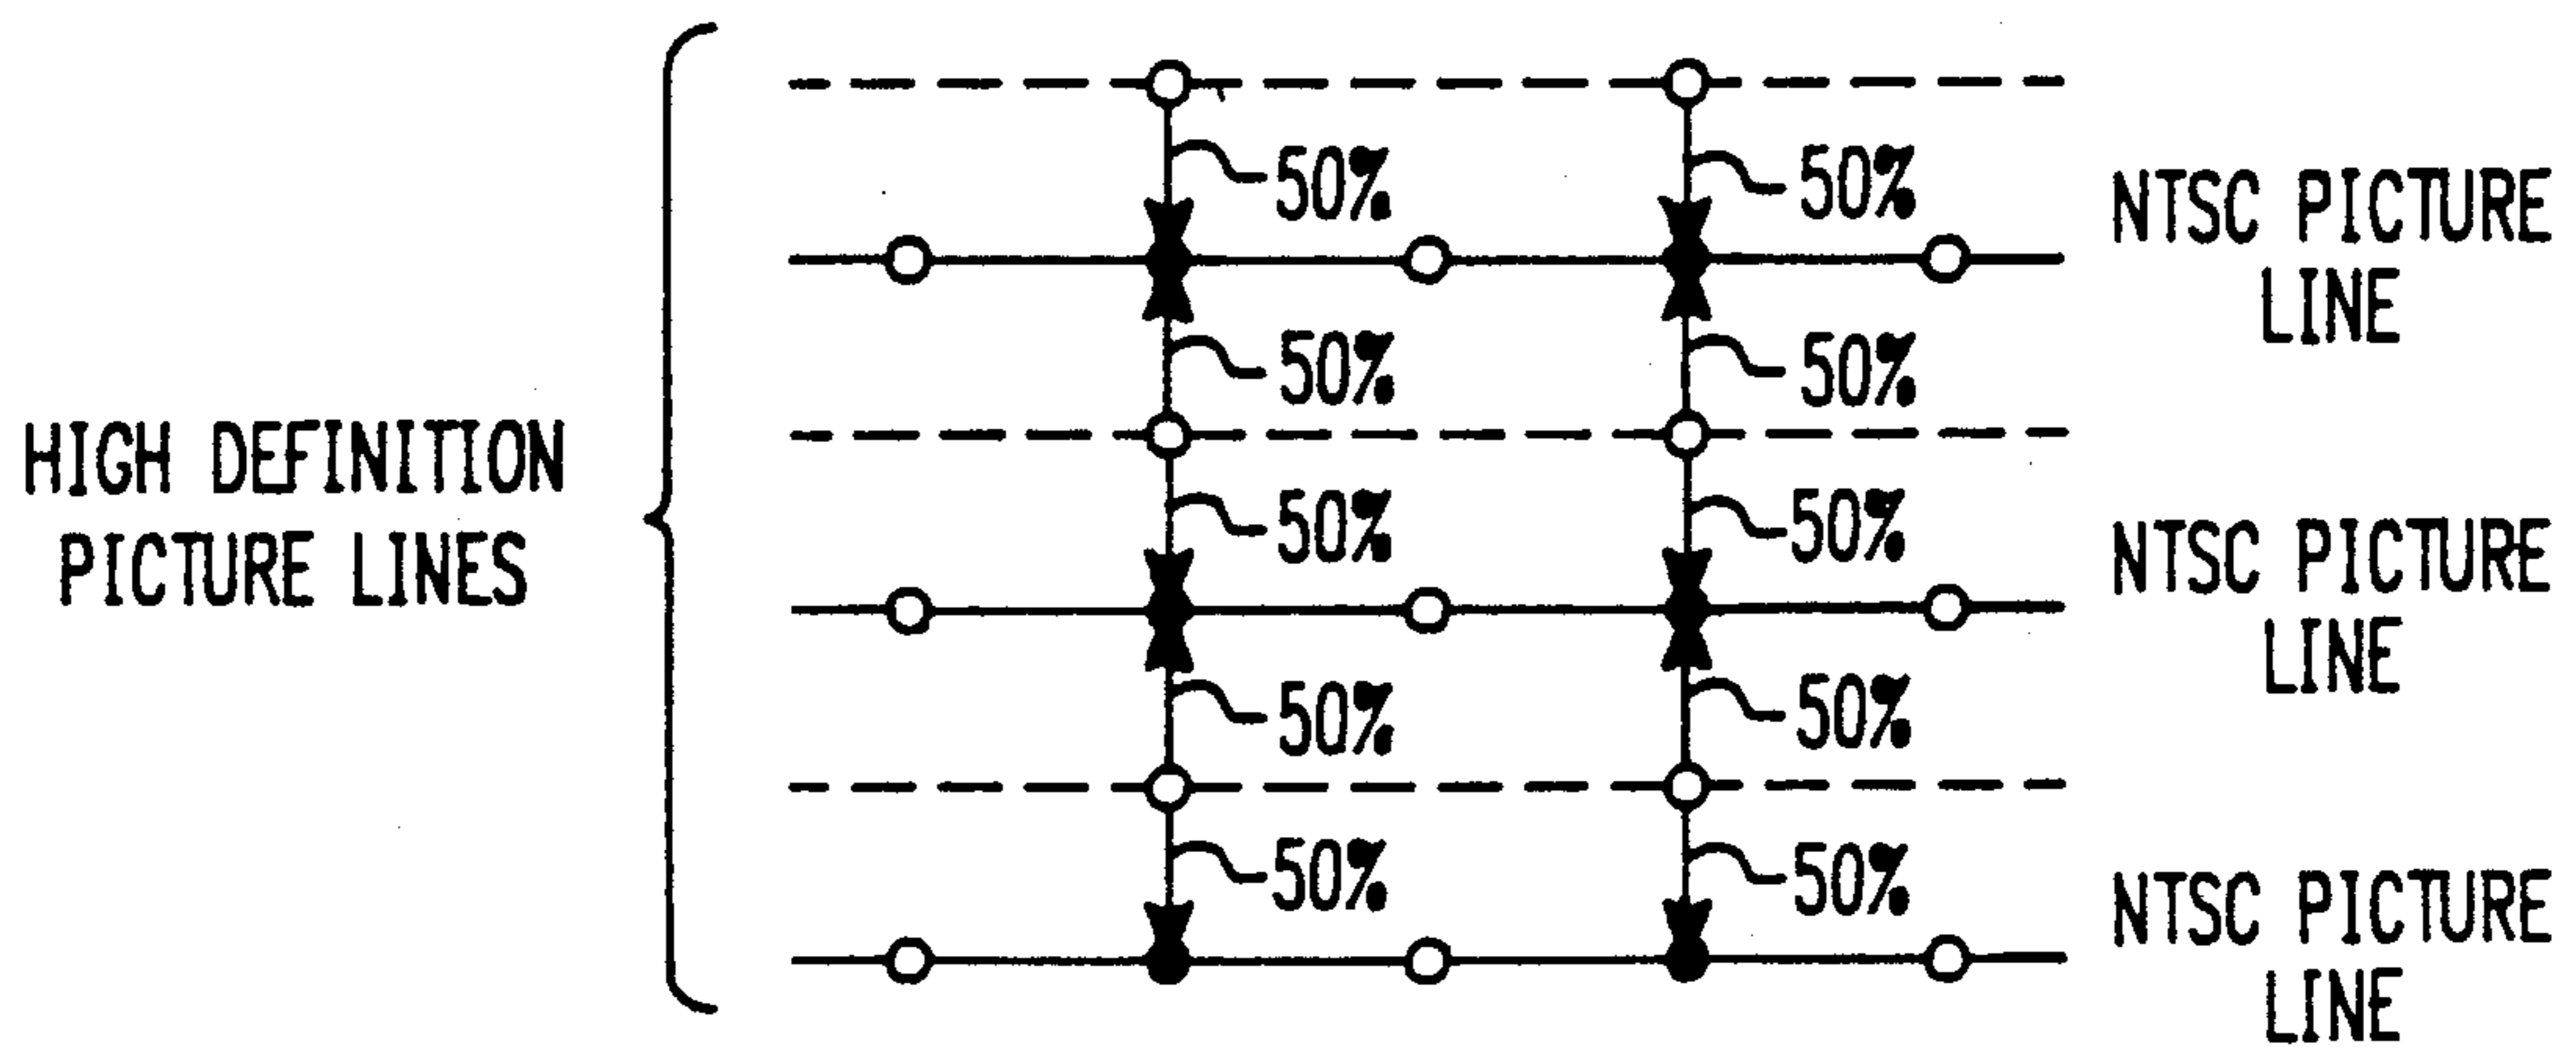 50% 50%
NTSC PICTURE
LINE
50% 50%
HIGH DEFINITION
PICTURE LINES
50% 50%
NTSC PICTURE
LINE
50% 50%
50% 50%
NTSC PICTURE
LINE